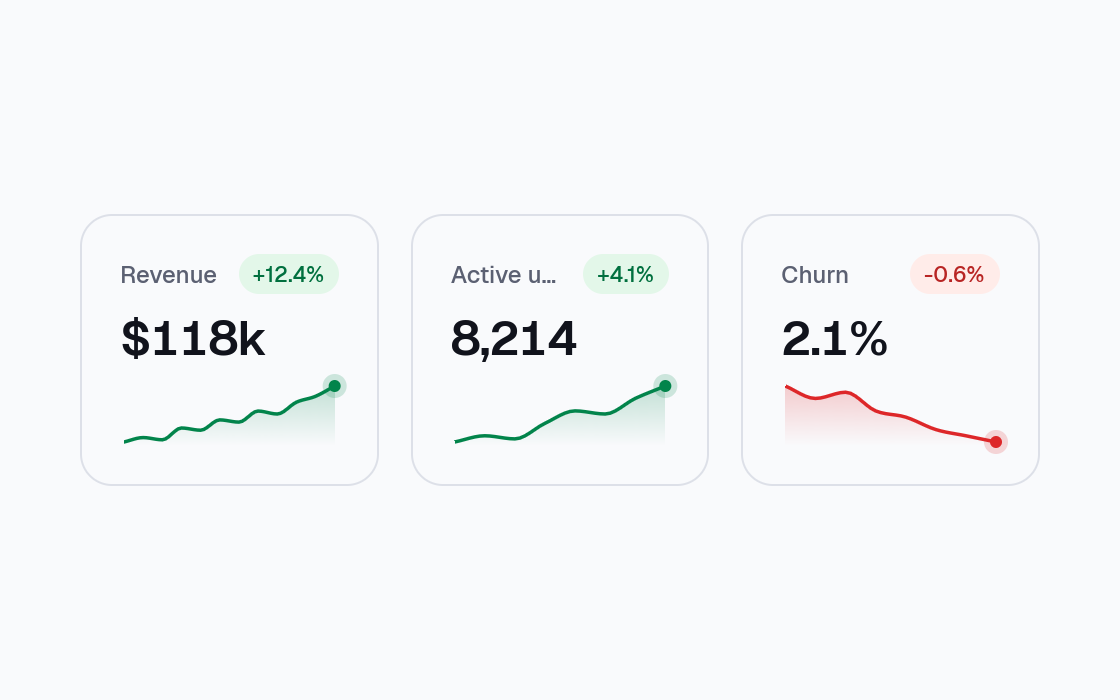 Revenue +12.4%
$118k
Active u... +4.1%
8,214
Churn -0.6%
2.1%